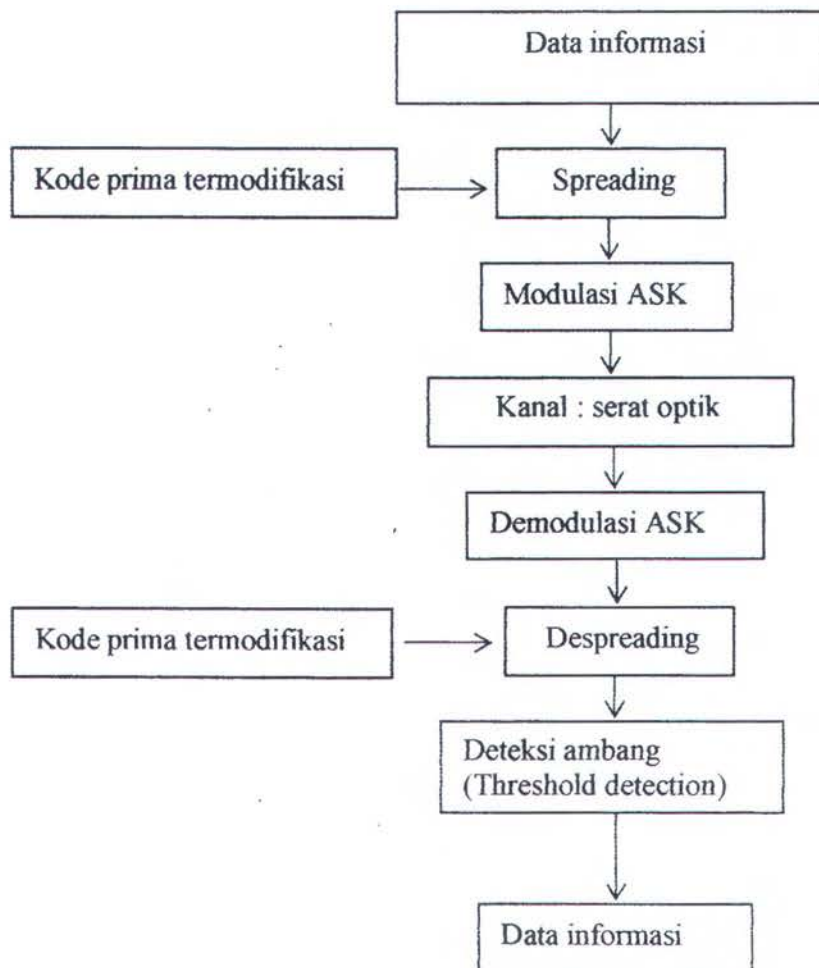 Data informasi
Kode prima termodifikasi
Spreading
Modulasi ASK
Kanal : serat optik
Demodulasi ASK
Kode prima termodifikasi
Despreading
Deteksi ambang
(Threshold detection)
Data informasi